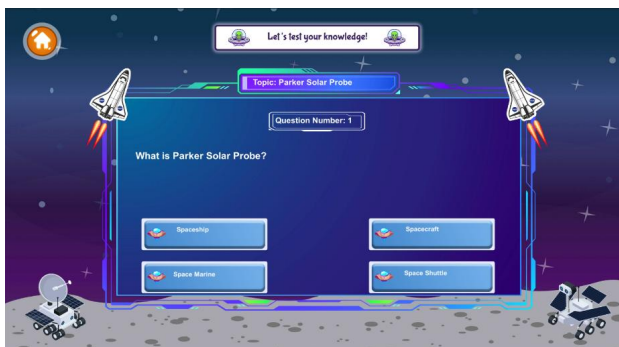 Let's test your knowledge!
Topic: Parker Solar Probe
Question Number: 1
What is Parker Solar Probe?
Spaceship
Spacecraft
Space Marine
Space Shuttle